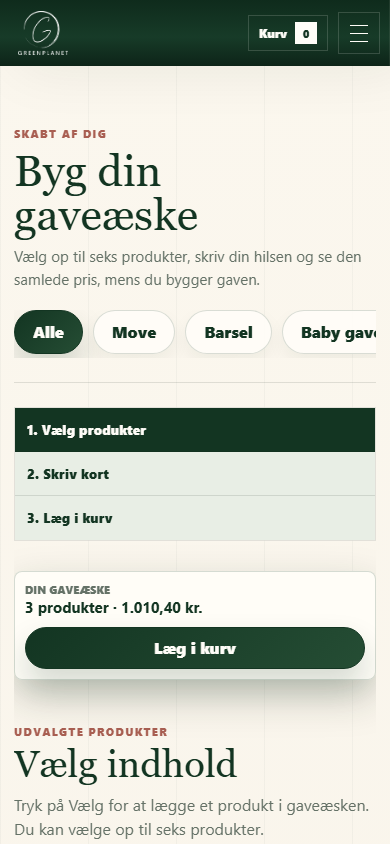 GREENPLANET
Kurv 0
SKABT AF DIG
Byg din
gaveæske
Vælg op til seks produkter, skriv din hilsen og se den
samlede pris, mens du bygger gaven.
Alle Move Barsel Baby gave
1. Vælg produkter
2. Skriv kort
3. Læg i kurv
DIN GAVEÆSKE
3 produkter · 1.010,40 kr.
Læg i kurv
UDVALGTE PRODUKTER
Vælg indhold
Tryk på Vælg for at lægge et produkt i gaveæsken.
Du kan vælge op til seks produkter.